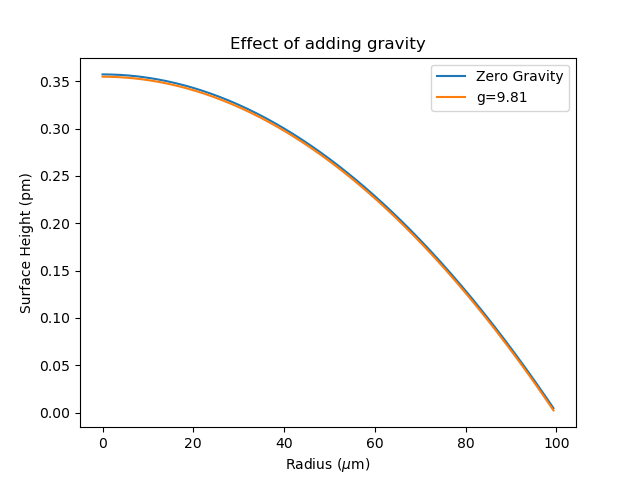 Effect of adding gravity
Zero Gravity
g=9.81
Surface Height (pm)
0.35
0.30
0.25
0.20
0.15
0.10
0.05
0.00
0 20 40 60 80 100
Radius (μm)